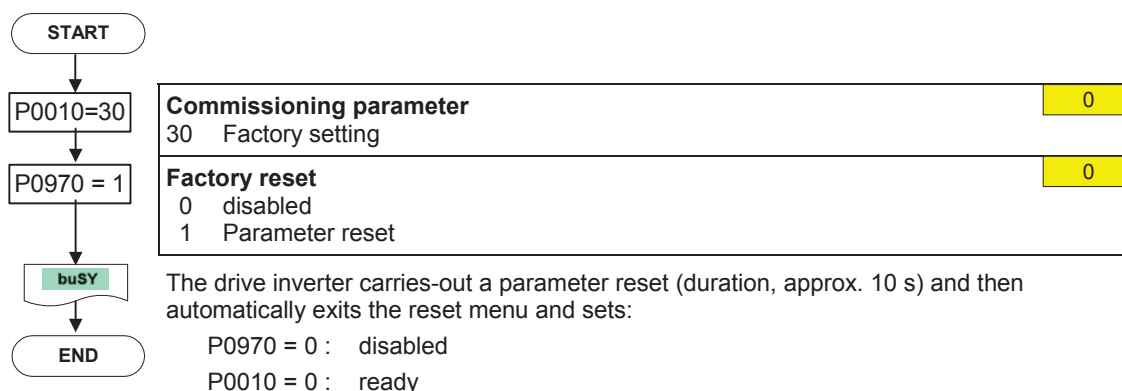 START
P0010=30
Commissioning parameter 0
30 Factory setting
P0970 = 1
Factory reset 0
0 disabled
1 Parameter reset
buSY
The drive inverter carries-out a parameter reset (duration, approx. 10 s) and then
automatically exits the reset menu and sets:
END
P0970 = 0 : disabled
P0010 = 0 : ready